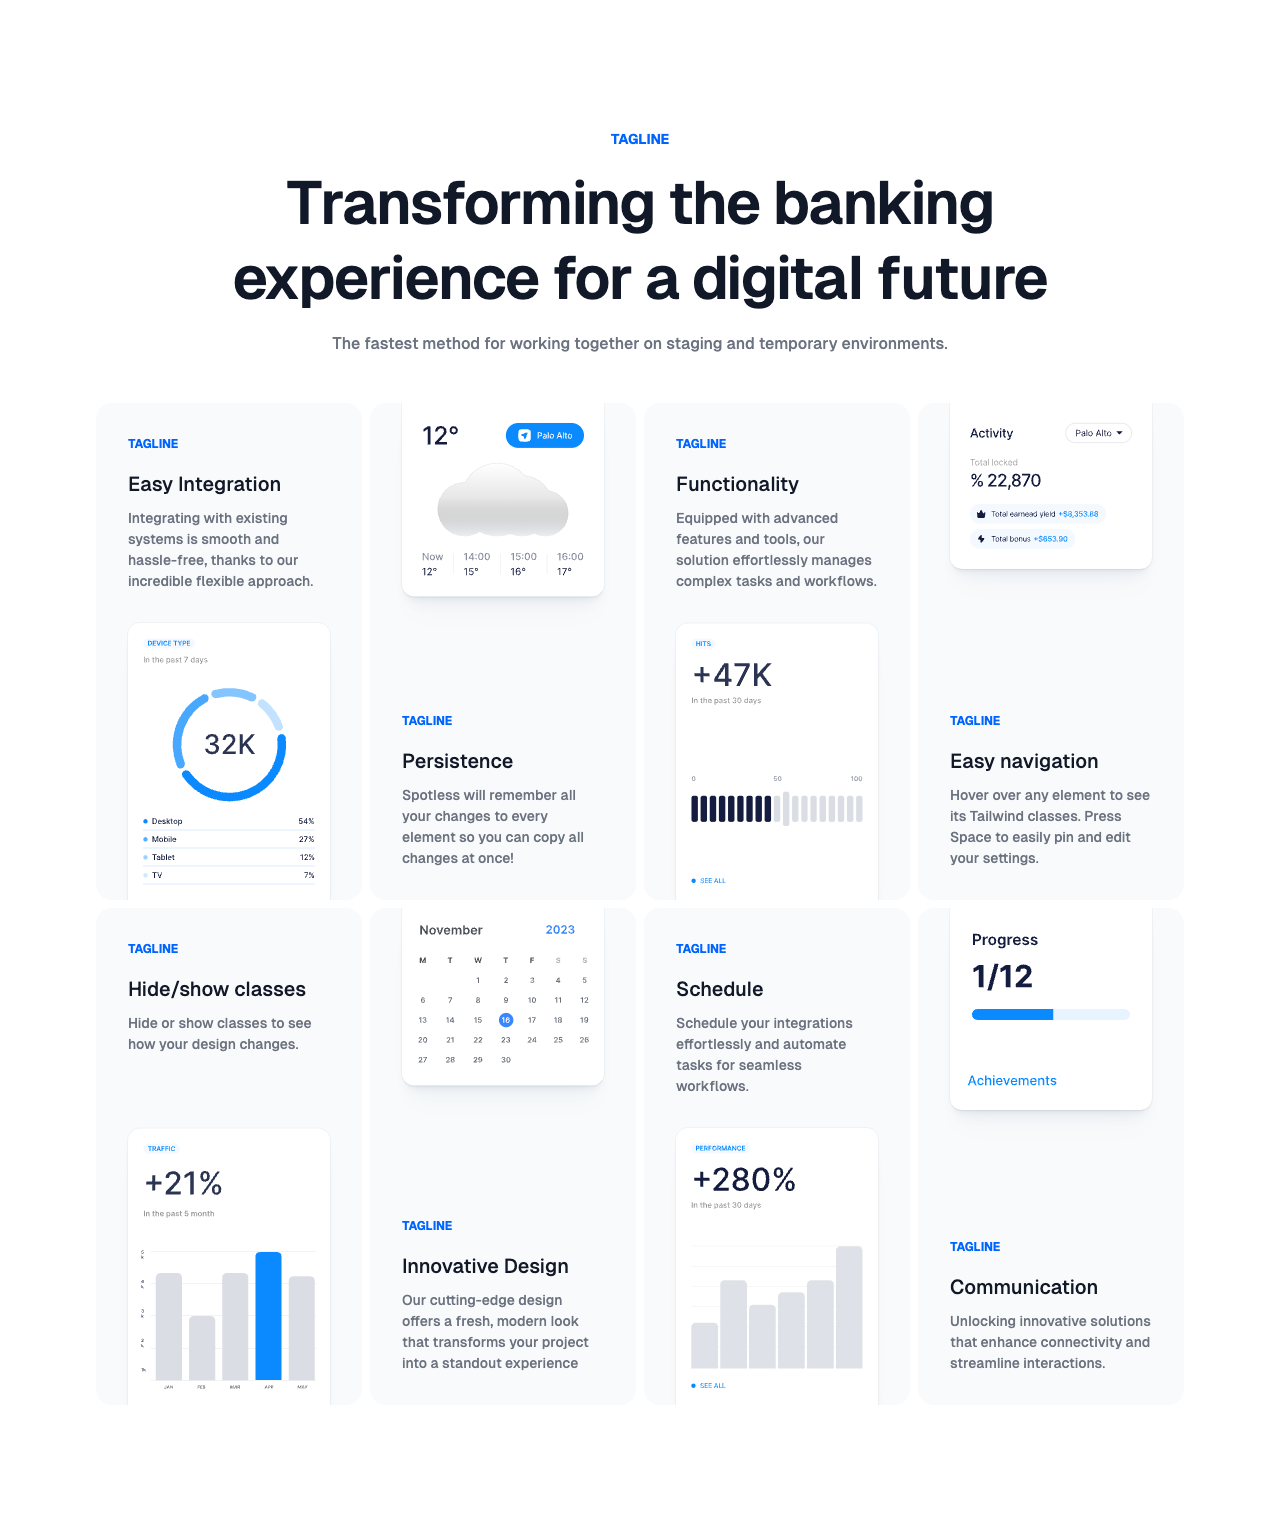 TAGLINE
Transforming the banking
experience for a digital future
The fastest method for working together on staging and temporary environments.
TAGLINE
Easy Integration
Integrating with existing
systems is smooth and
hassle-free, thanks to our
incredible flexible approach.
DEVICE TYPE
In the past 7 days
32K
Desktop 54%
Mobile 27%
Tablet 12%
TV 7%
12°
Palo Alto
Now 14:00 15:00 16:00
12° 15° 16° 17°
TAGLINE
Persistence
Spotless will remember all
your changes to every
element so you can copy all
changes at once!
TAGLINE
Functionality
Equipped with advanced
features and tools, our
solution effortlessly manages
complex tasks and workflows.
HITS
+47K
In the past 30 days
0 50 100
SEE ALL
Activity
Palo Alto
Total locked
% 22,870
Total earnead yield +$8,353.88
Total bonus +$653.90
TAGLINE
Easy navigation
Hover over any element to see
its Tailwind classes. Press
Space to easily pin and edit
your settings.
TAGLINE
Hide/show classes
Hide or show classes to see
how your design changes.
TRAFFIC
+21%
In the past 5 month
5k
4k
3k
2k
1k
JAN FEB MAR APR MAY
November 2023
M T W T F S S
1 2 3 4 5
6 7 8 9 10 11 12
13 14 15 16 17 18 19
20 21 22 23 24 25 26
27 28 29 30
TAGLINE
Innovative Design
Our cutting-edge design
offers a fresh, modern look
that transforms your project
into a standout experience
TAGLINE
Schedule
Schedule your integrations
effortlessly and automate
tasks for seamless
workflows.
PERFORMANCE
+280%
In the past 30 days
SEE ALL
Progress
1/12
Achievements
TAGLINE
Communication
Unlocking innovative solutions
that enhance connectivity and
streamline interactions.